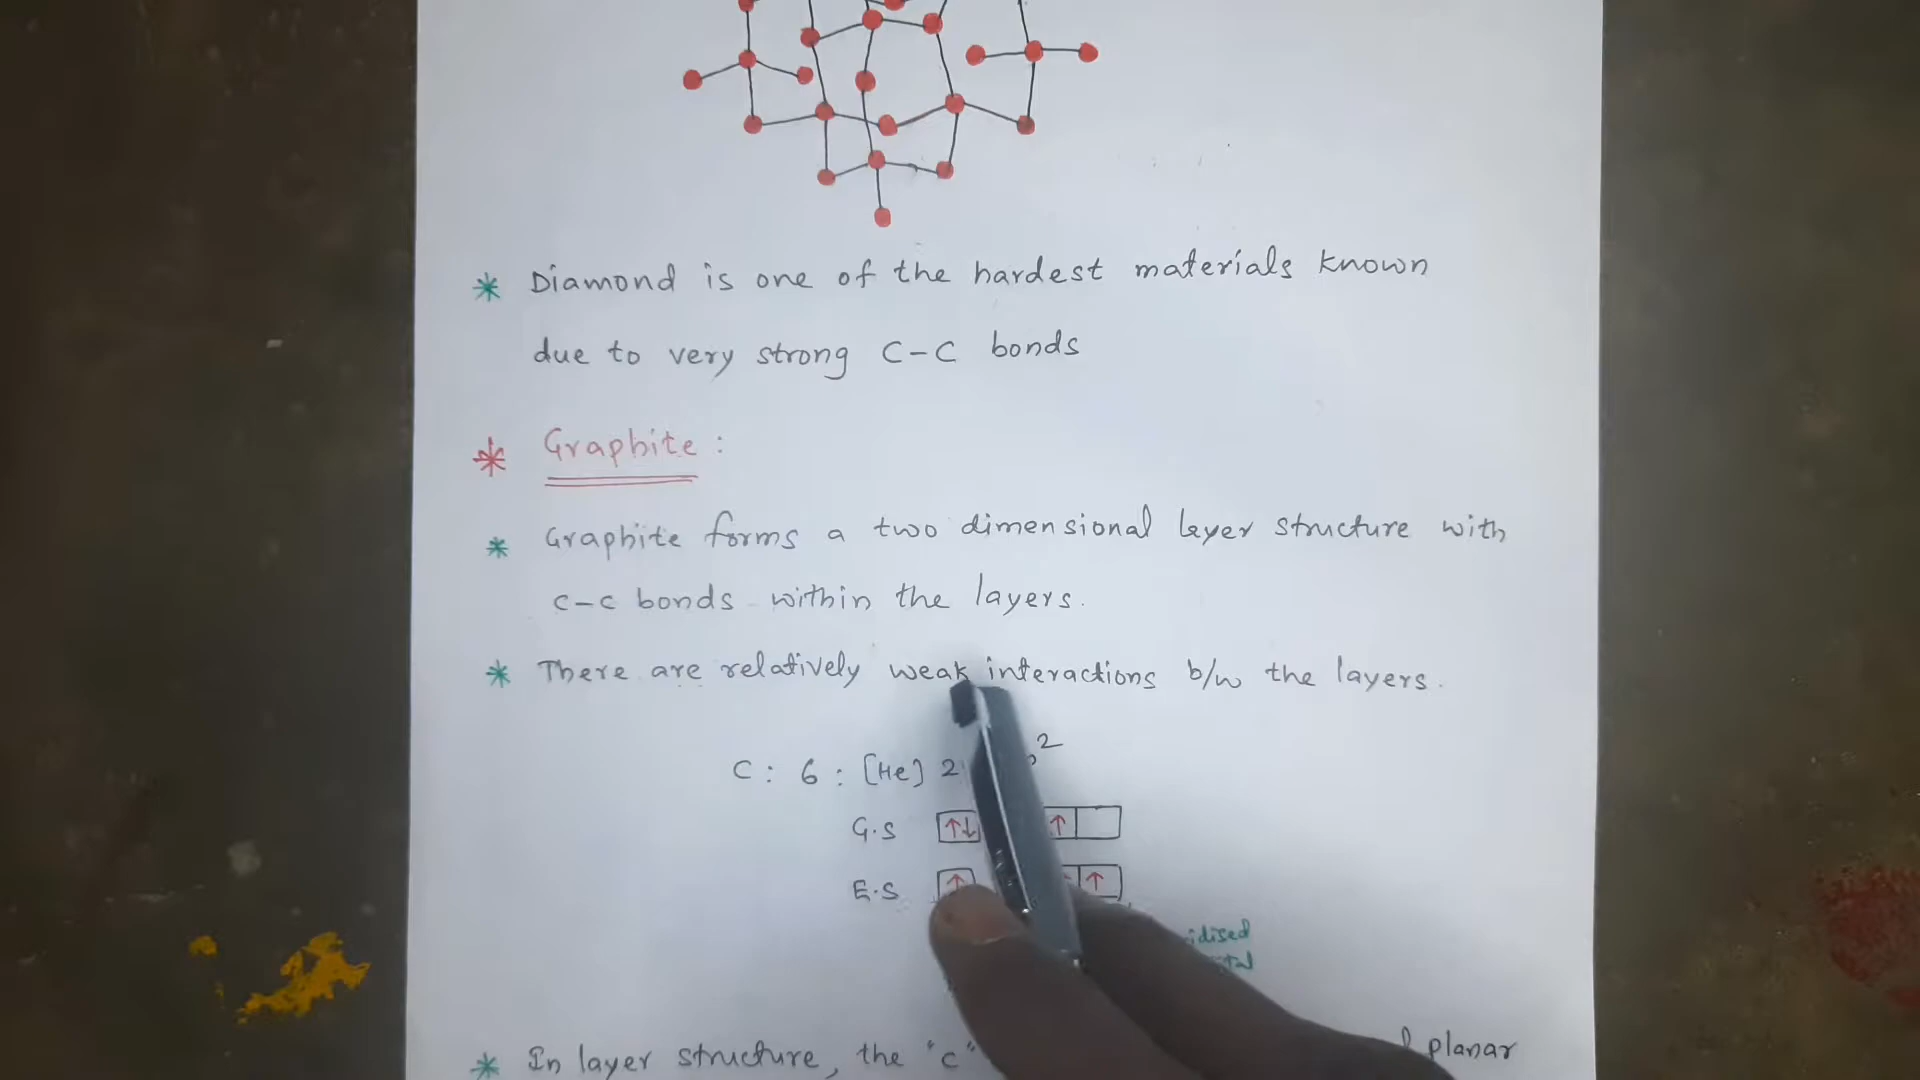 * Diamond is one of the hardest materials known
due to very strong C-C bonds
* Graphite :
* Graphite forms a two dimensional layer structure with
C-C bonds within the layers.
* There are relatively weak interactions b/w the layers.
C : 6 : [He] 2 2
G.S ↑↓ ↑
E.S ↑ ↑ ↑
* In layer structure, the "C" planar